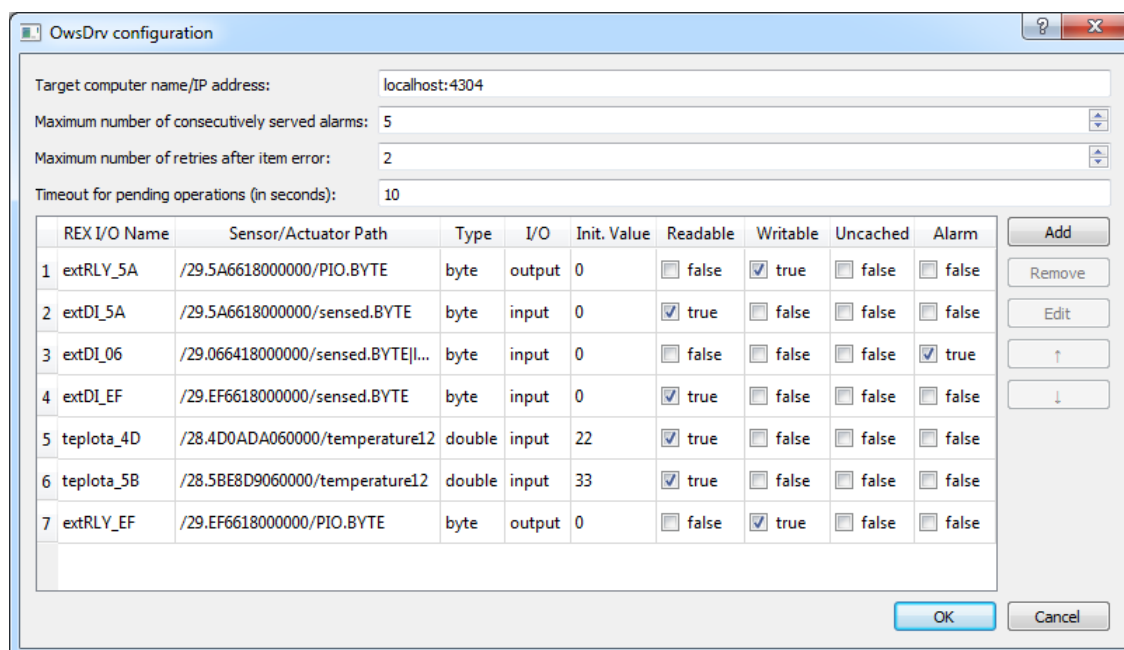 OwsDrv configuration
Target computer name/IP address: localhost:4304
Maximum number of consecutively served alarms: 5
Maximum number of retries after item error: 2
Timeout for pending operations (in seconds): 10
REX I/O Name Sensor/Actuator Path Type I/O Init. Value Readable Writable Uncached Alarm Add
1 extRLY_5A /29.5A6618000000/PIO.BYTE byte output 0 false true false false Remove
2 extDI_5A /29.5A6618000000/sensed.BYTE byte input 0 true false false false Edit
3 extDI_06 /29.066418000000/sensed.BYTE|l... byte input 0 false false false true ↑
4 extDI_EF /29.EF6618000000/sensed.BYTE byte input 0 true false false false ↓
5 teplota_4D /28.4D0ADA060000/temperature12 double input 22 true false false false
6 teplota_5B /28.5BE8D9060000/temperature12 double input 33 true false false false
7 extRLY_EF /29.EF6618000000/PIO.BYTE byte output 0 false true false false
OK Cancel